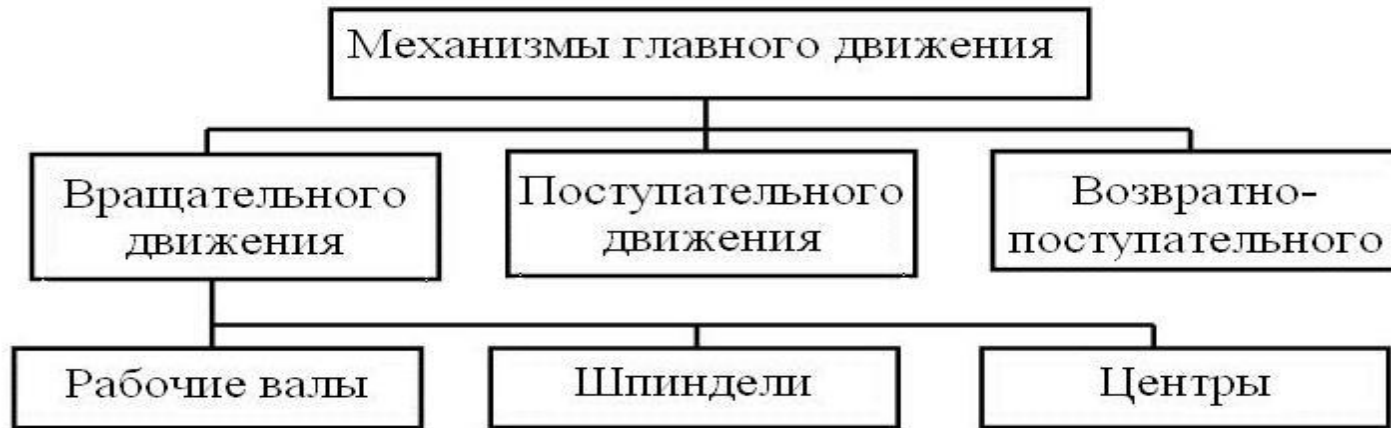 Механизмы главного движения
Вращательного
движения
Поступательного
движения
Возвратно-
поступательного
Рабочие валы
Шпиндели
Центры